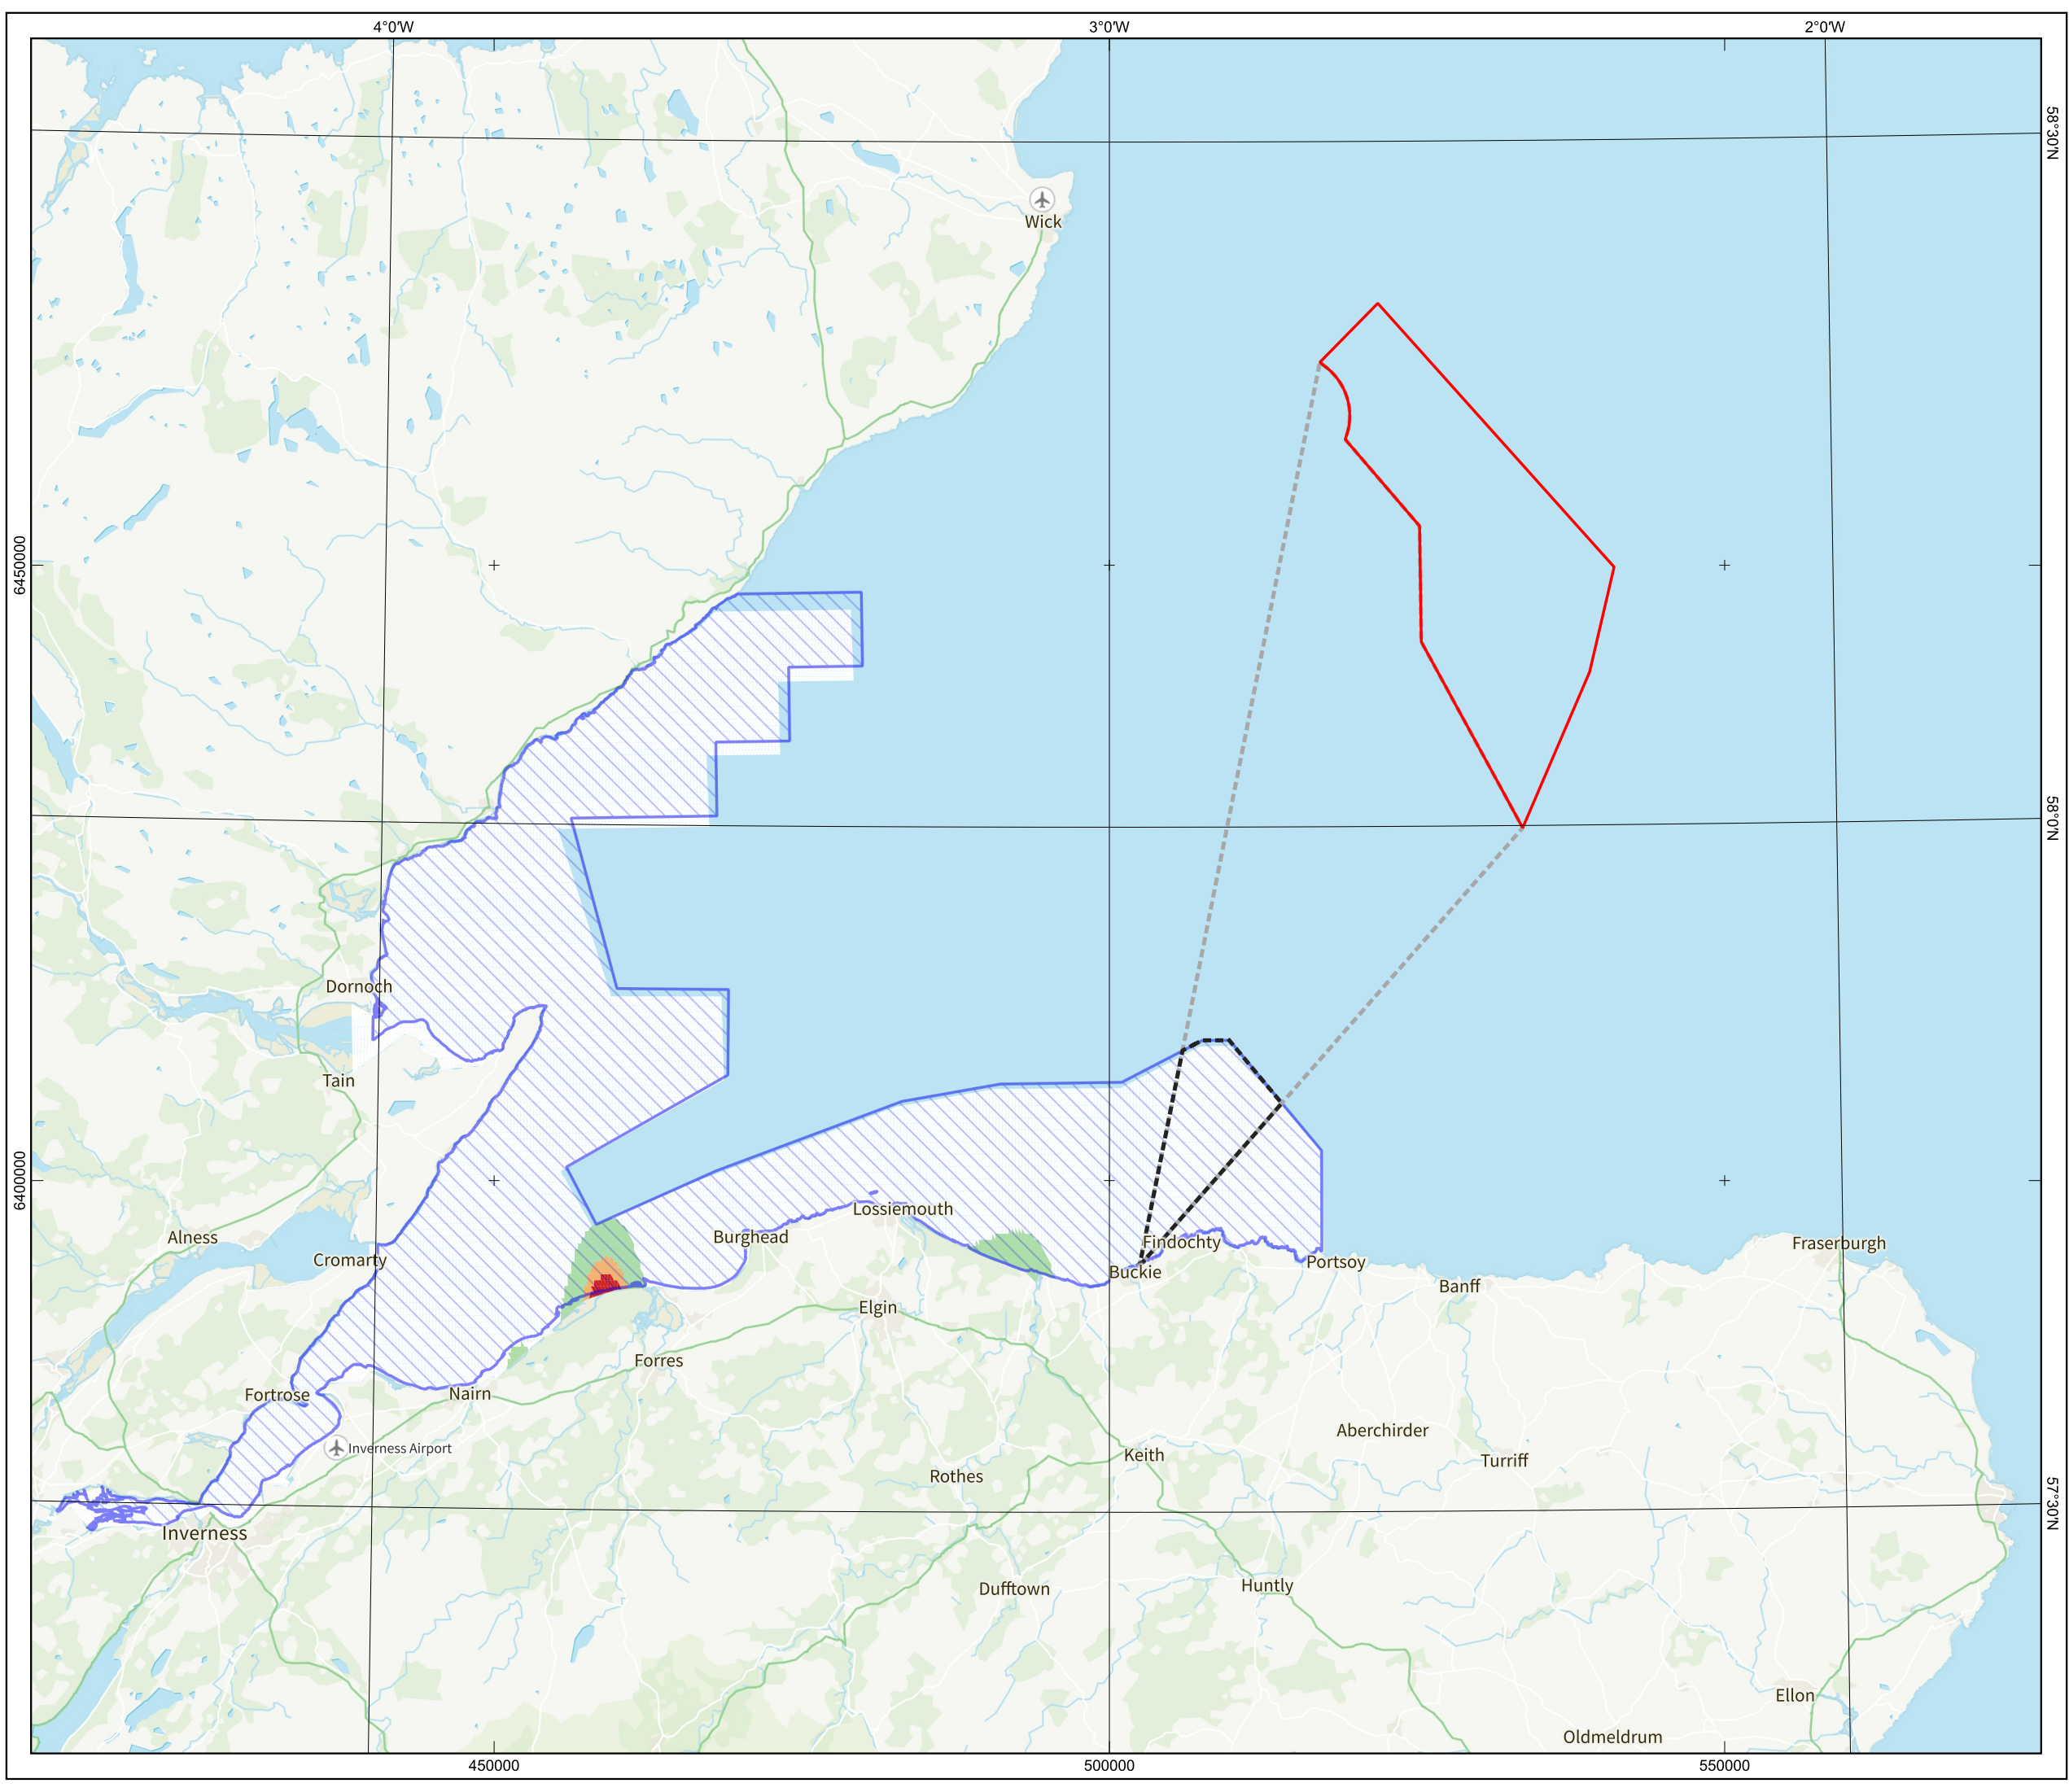 4°0'W 3°0'W 2°0'W
58°30'N
Wick
6450000
58°0'N
Dornoch
Tain
6400000
Lossiemouth
Alness
Burghead
Findochty
Fraserburgh
Cromarty
Portsoy
Buckie
Banff
Elgin
Forres
Nairn
Fortrose
Aberchirder
Inverness Airport
Keith
Turriff
Rothes
57°30'N
Inverness
Huntly
Dufftown
Ellon
Oldmeldrum
450000 500000 550000